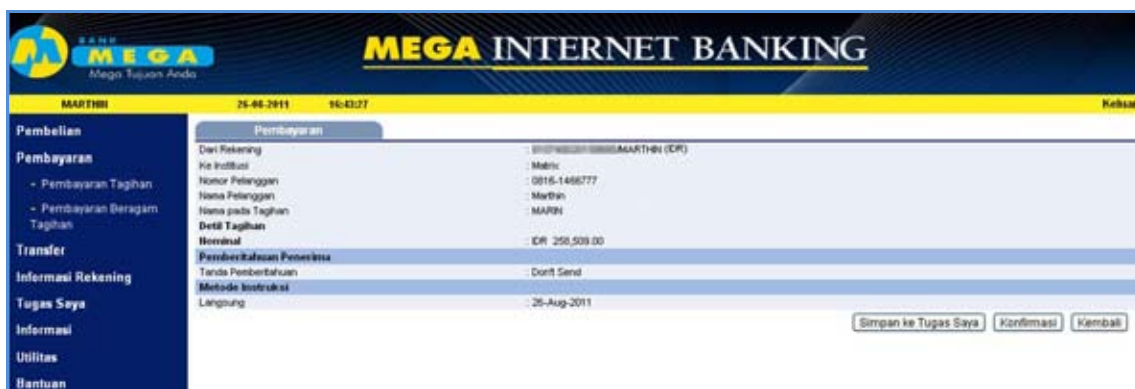 BANK
MEGA
Mega Tujuan Anda
MEGA INTERNET BANKING
MARTHIN 26-08-2011 16:43:27 Keluar
Pembelian
Pembayaran
- Pembayaran Tagihan
- Pembayaran Beragam
Tagihan
Transfer
Informasi Rekening
Tugas Saya
Informasi
Utilitas
Bantuan
Pembayaran
Dari Rekening : /MARTHIN (IDR)
Ke Institusi : Matrix
Nomor Pelanggan : 0816-1466777
Nama Pelanggan : Marthin
Nama pada Tagihan : MARIN
Detil Tagihan
Nominal : IDR 258,509.00
Pemberitahuan Penerima
Tanda Pemberitahuan : Don't Send
Metode Instruksi
Langsung : 26-Aug-2011
Simpan ke Tugas Saya Konfirmasi Kembali